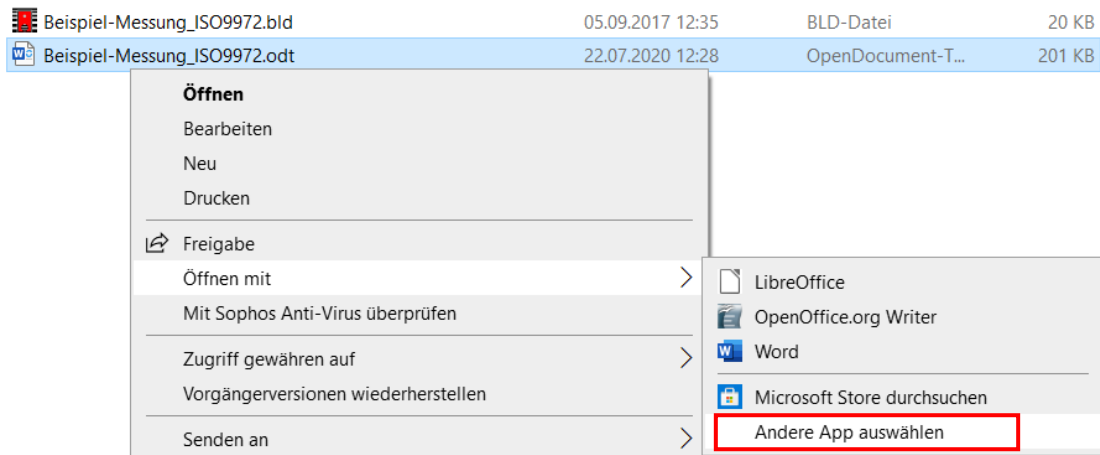 Beispiel-Messung_ISO9972.bld 05.09.2017 12:35 BLD-Datei 20 KB
Beispiel-Messung_ISO9972.odt 22.07.2020 12:28 OpenDocument-T... 201 KB
Öffnen
Bearbeiten
Neu
Drucken
Freigabe
Öffnen mit
Mit Sophos Anti-Virus überprüfen
Zugriff gewähren auf
Vorgängerversionen wiederherstellen
Senden an
LibreOffice
OpenOffice.org Writer
Word
Microsoft Store durchsuchen
Andere App auswählen